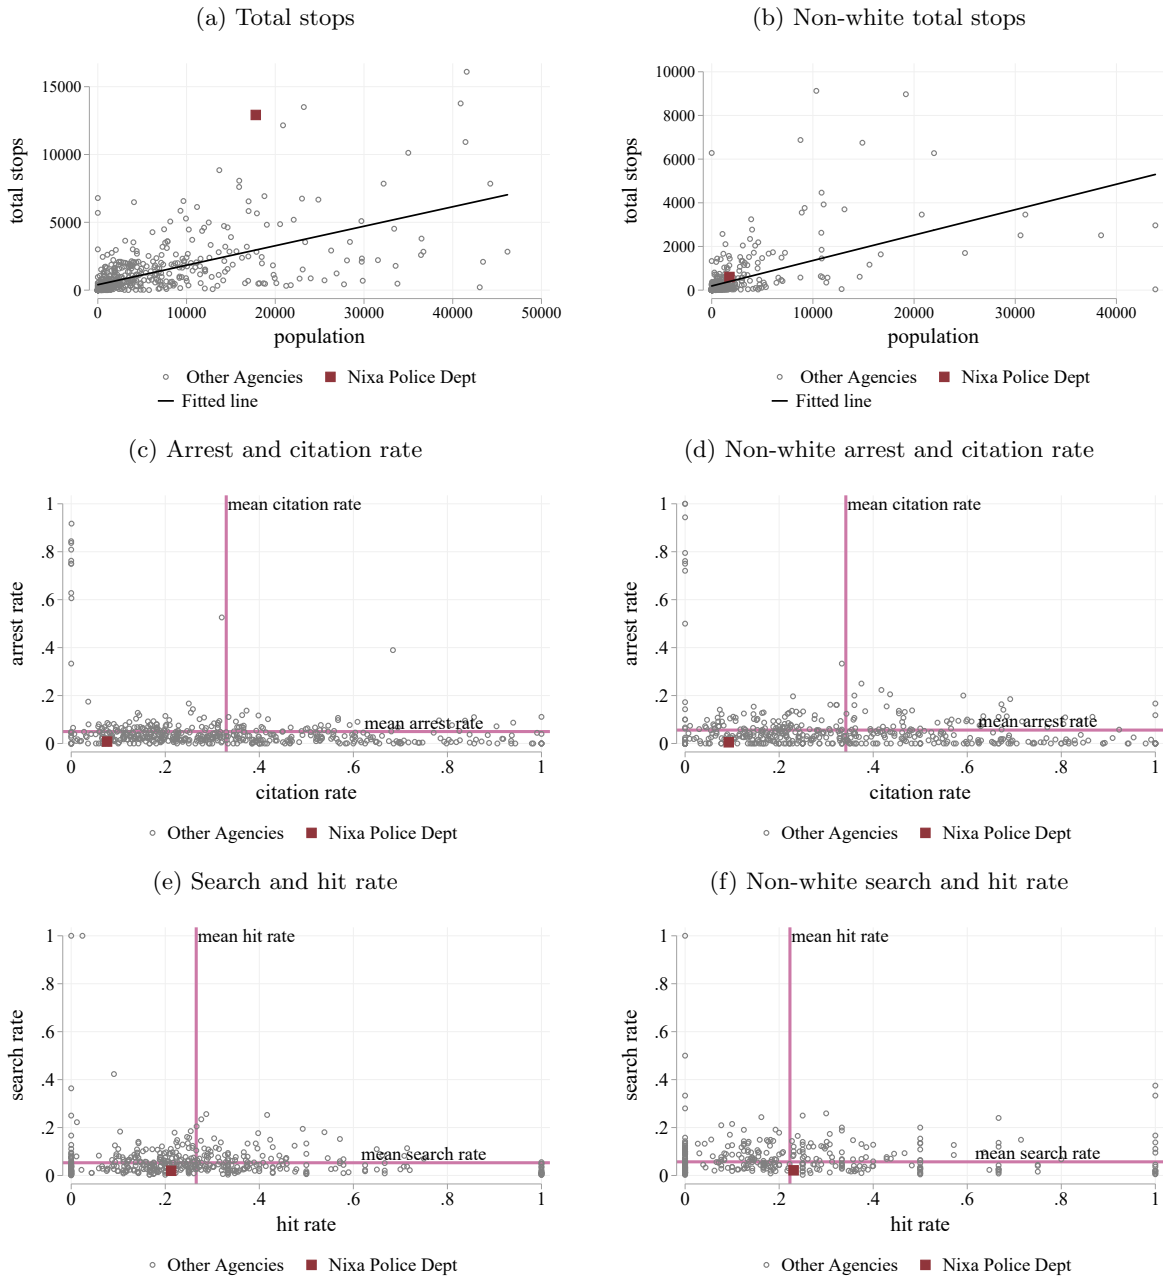 (a) Total stops
total stops
15000
10000
5000
0
0 10000 20000 30000 40000 50000
population
Other Agencies Nixa Police Dept
Fitted line
(b) Non-white total stops
total stops
10000
8000
6000
4000
2000
0
0 10000 20000 30000 40000
population
Other Agencies Nixa Police Dept
Fitted line
(c) Arrest and citation rate
arrest rate
1
.8
.6
.4
.2
0
mean citation rate
mean arrest rate
0 .2 .4 .6 .8 1
citation rate
Other Agencies Nixa Police Dept
(d) Non-white arrest and citation rate
arrest rate
1
.8
.6
.4
.2
0
mean citation rate
mean arrest rate
0 .2 .4 .6 .8 1
citation rate
Other Agencies Nixa Police Dept
(e) Search and hit rate
search rate
1
.8
.6
.4
.2
0
mean hit rate
mean search rate
0 .2 .4 .6 .8 1
hit rate
Other Agencies Nixa Police Dept
(f) Non-white search and hit rate
search rate
1
.8
.6
.4
.2
0
mean hit rate
mean search rate
0 .2 .4 .6 .8 1
hit rate
Other Agencies Nixa Police Dept